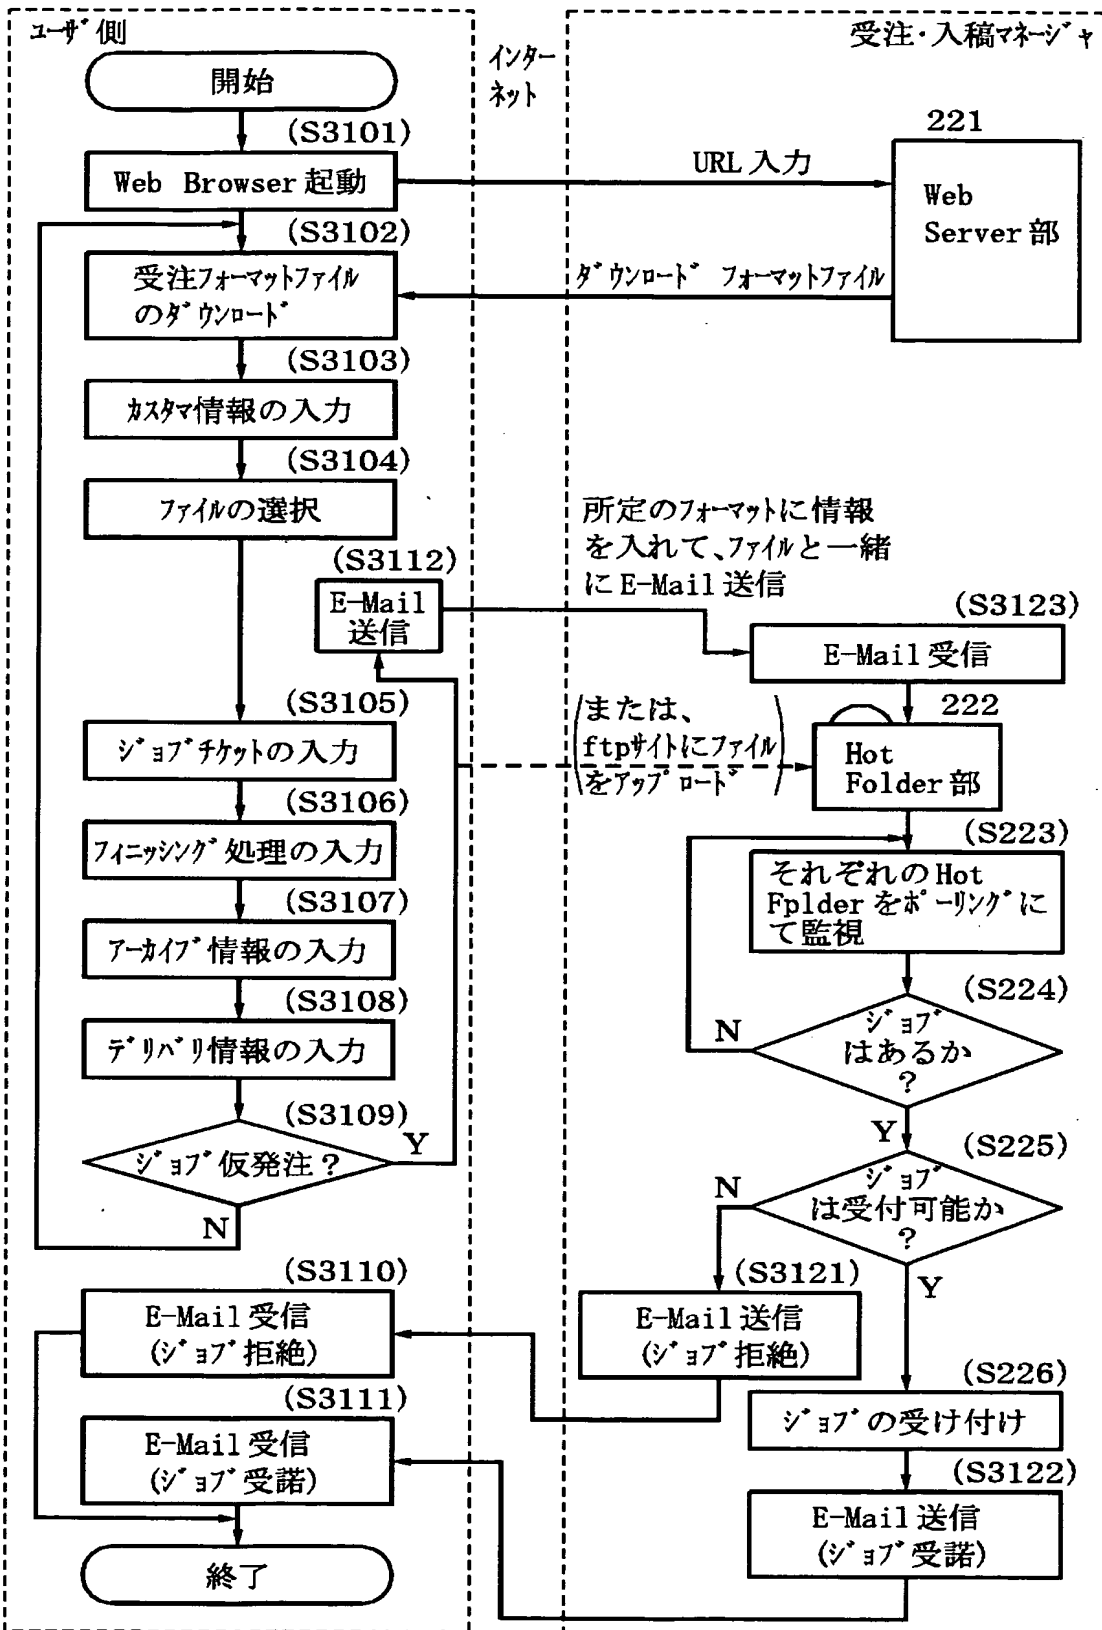 ユーザ側
開始
(S3101)
Web Browser起動
(S3102)
受注フォーマットファイル
のダウンロード
(S3103)
カスタマ情報の入力
(S3104)
ファイルの選択
(S3112)
E-Mail
送信
(S3105)
ジョブチケットの入力
(S3106)
フィニッシング処理の入力
(S3107)
アーカイブ情報の入力
(S3108)
デリバリ情報の入力
(S3109)
ジョブ仮発注?
Y
N
(S3110)
E-Mail受信
(ジョブ拒絶)
(S3111)
E-Mail受信
(ジョブ受諾)
終了
インター
ネット
受注・入稿マネージャ
URL入力
221
Web
Server部
ダウンロード フォーマットファイル
所定のフォーマットに情報
を入れて、ファイルと一緒
にE-Mail送信
(S3123)
E-Mail受信
(または、
ftpサイトにファイル
をアップロード)
222
Hot
Folder部
(S223)
それぞれのHot
Fplderをポーリングに
て監視
(S224)
ジョブ
はあるか
?
N
Y
(S225)
ジョブ
は受付可能か
?
N
Y
(S3121)
E-Mail送信
(ジョブ拒絶)
(S226)
ジョブの受け付け
(S3122)
E-Mail送信
(ジョブ受諾)